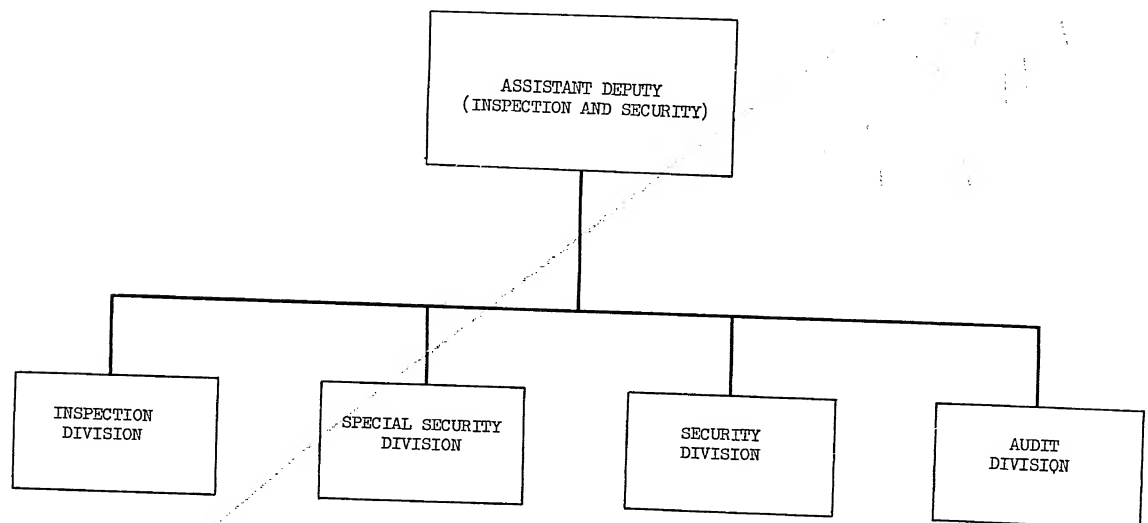 ASSISTANT DEPUTY
(INSPECTION AND SECURITY)
INSPECTION
DIVISION
SPECIAL SECURITY
DIVISION
SECURITY
DIVISION
AUDIT
DIVISION